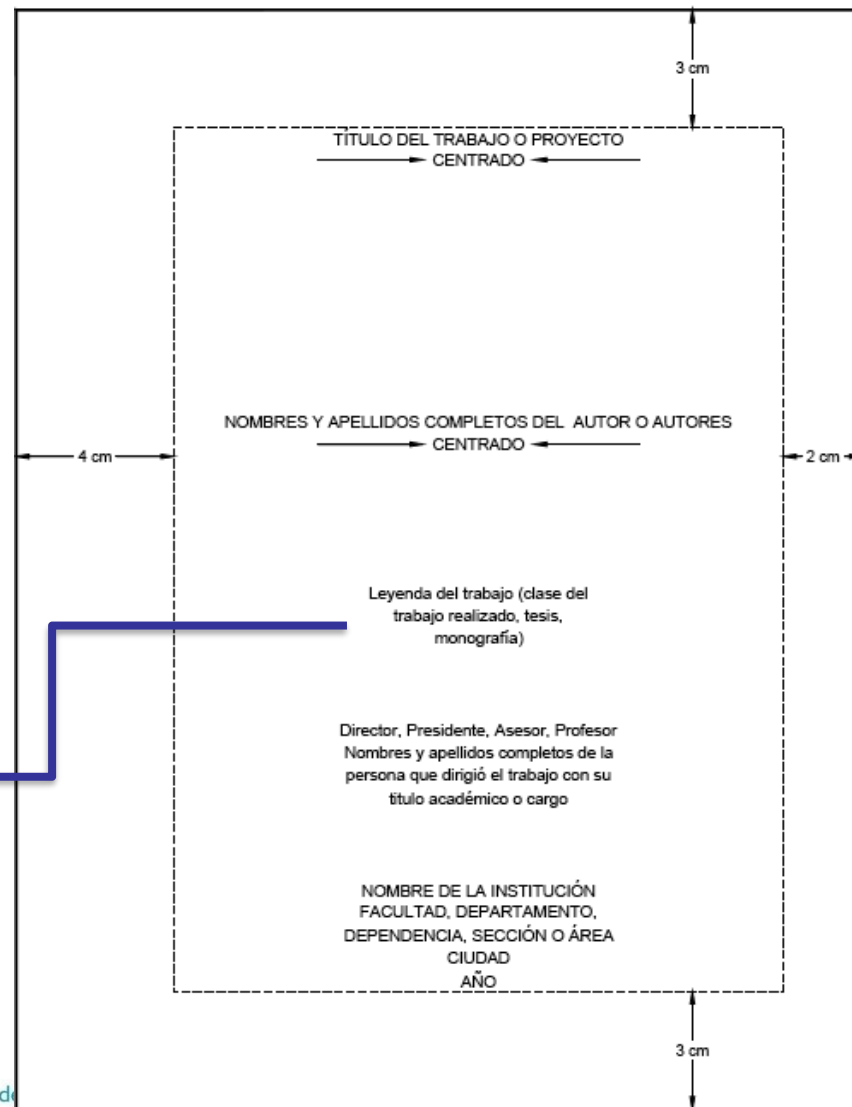 3 cm
TÍTULO DEL TRABAJO O PROYECTO
CENTRADO
NOMBRES Y APELLIDOS COMPLETOS DEL AUTOR O AUTORES
CENTRADO
4 cm
2 cm
Leyenda del trabajo (clase del
trabajo realizado, tesis,
monografía)
Director, Presidente, Asesor, Profesor
Nombres y apellidos completos de la
persona que dirigió el trabajo con su
título académico o cargo
NOMBRE DE LA INSTITUCIÓN
FACULTAD, DEPARTAMENTO,
DEPENDENCIA, SECCIÓN O ÁREA
CIUDAD
AÑO
3 cm